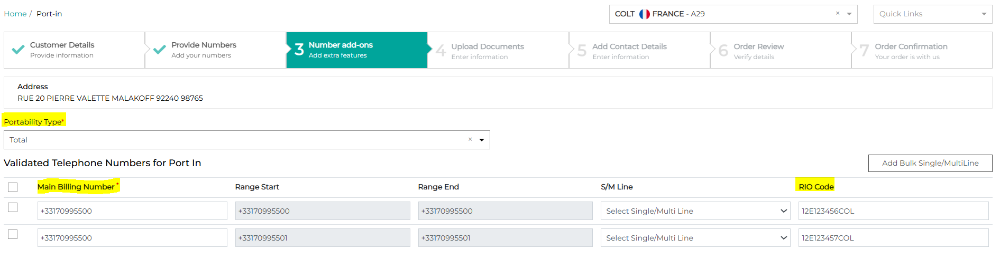 Home / Port-in
COLT FRANCE - A29 ×
Quick Links
Customer Details
Provide information
Provide Numbers
Add your numbers
3 Number add-ons
Add extra features
4 Upload Documents
Enter information
5 Add Contact Details
Enter information
6 Order Review
Verify details
7 Order Confirmation
Your order is with us
Address
RUE 20 PIERRE VALETTE MALAKOFF 92240 98765
Portability Type*
Total ×
Validated Telephone Numbers for Port In
Add Bulk Single/MultiLine
Main Billing Number * Range Start Range End S/M Line RIO Code
+33170995500 +33170995500 +33170995500 Select Single/Multi Line 12E123456COL
+33170995500 +33170995501 +33170995501 Select Single/Multi Line 12E123457COL